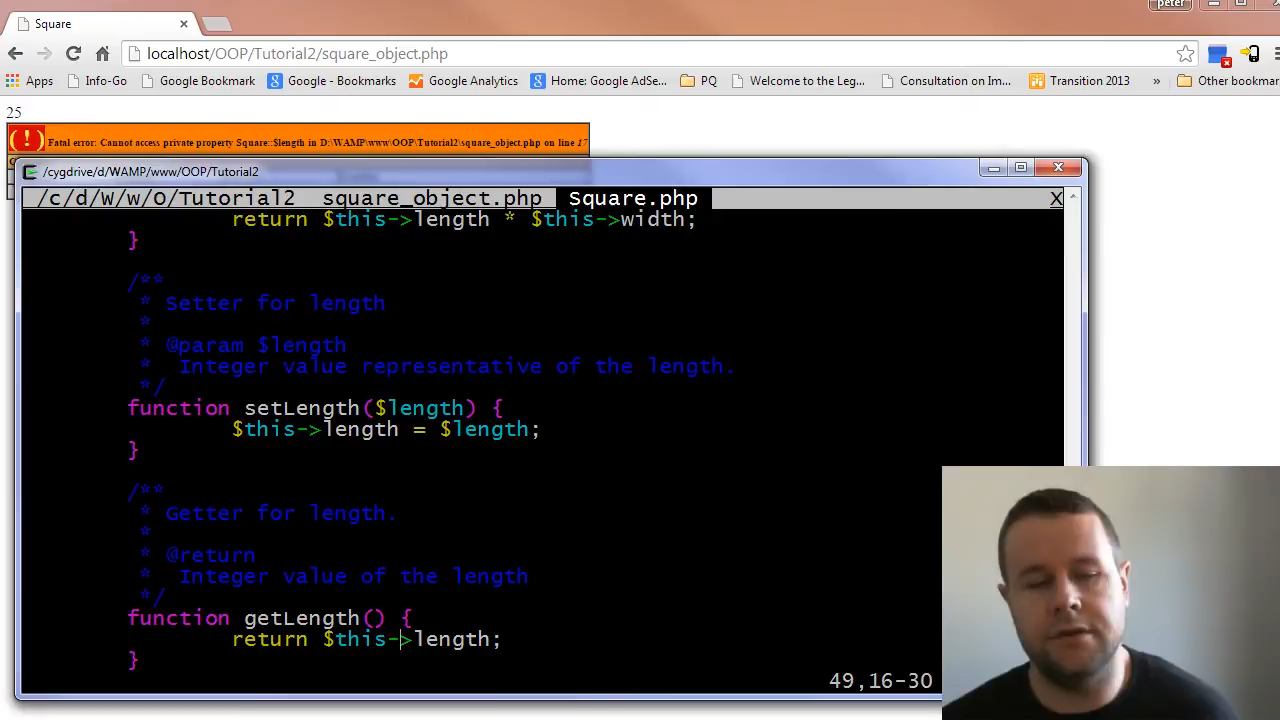 peter
Square
localhost/OOP/Tutorial2/square_object.php
Apps Info-Go Google Bookmark Google - Bookmarks Google Analytics Home: Google AdSe... PQ Welcome to the Leg... Consultation on Im... Transition 2013 » Other bookmar
25
( ! ) Fatal error: Cannot access private property Square::$length in D:\WAMP\www\OOP\Tutorial2\square_object.php on line 17
/cygdrive/d/WAMP/www/OOP/Tutorial2
/c/d/W/w/O/Tutorial2 square_object.php Square.php X
return $this->length * $this->width;
}
/**
* Setter for length
*
* @param $length
* Integer value representative of the length.
*/
function setLength($length) {
$this->length = $length;
}
/**
* Getter for length.
*
* @return
* Integer value of the length
*/
function getLength() {
return $this->length;
}
49,16-30